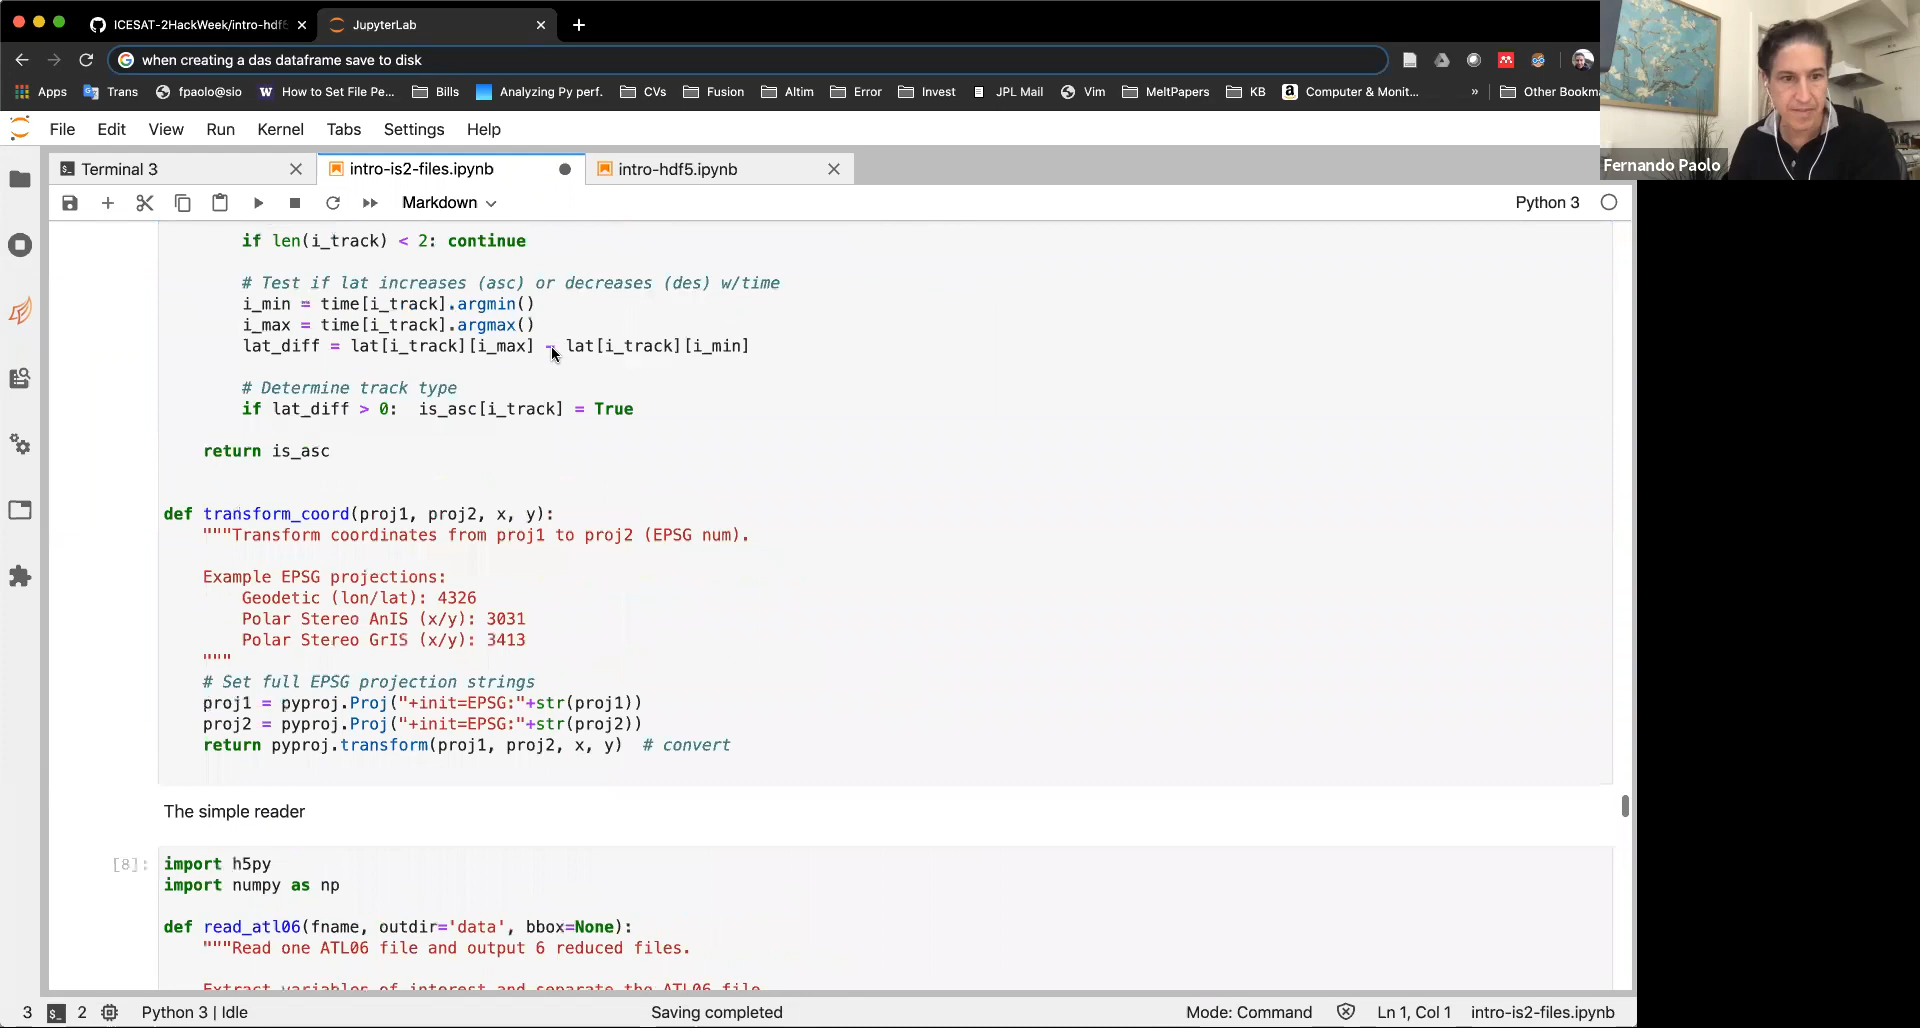 ICESAT-2HackWeek/intro-hdf5
JupyterLab
when creating a das dataframe save to disk
Apps
Trans
fpaolo@sio
How to Set File Pe...
Bills
Analyzing Py perf.
CVs
Fusion
Altim
Error
Invest
JPL Mail
Vim
MeltPapers
KB
Computer & Monit...
»
Other Bookma
Fernando Paolo
File Edit View Run Kernel Tabs Settings Help
Terminal 3
intro-is2-files.ipynb
intro-hdf5.ipynb
Markdown
Python 3
if len(i_track) < 2: continue
# Test if lat increases (asc) or decreases (des) w/time
i_min = time[i_track].argmin()
i_max = time[i_track].argmax()
lat_diff = lat[i_track][i_max] - lat[i_track][i_min]
# Determine track type
if lat_diff > 0:  is_asc[i_track] = True
return is_asc
def transform_coord(proj1, proj2, x, y):
"""Transform coordinates from proj1 to proj2 (EPSG num).
Example EPSG projections:
Geodetic (lon/lat): 4326
Polar Stereo AnIS (x/y): 3031
Polar Stereo GrIS (x/y): 3413
"""
# Set full EPSG projection strings
proj1 = pyproj.Proj("+init=EPSG:"+str(proj1))
proj2 = pyproj.Proj("+init=EPSG:"+str(proj2))
return pyproj.transform(proj1, proj2, x, y)  # convert
The simple reader
[8]:
import h5py
import numpy as np
def read_atl06(fname, outdir='data', bbox=None):
"""Read one ATL06 file and output 6 reduced files.
Extract variables of interest and separate the ATL06 file
3
2
Python 3 | Idle
Saving completed
Mode: Command
Ln 1, Col 1
intro-is2-files.ipynb